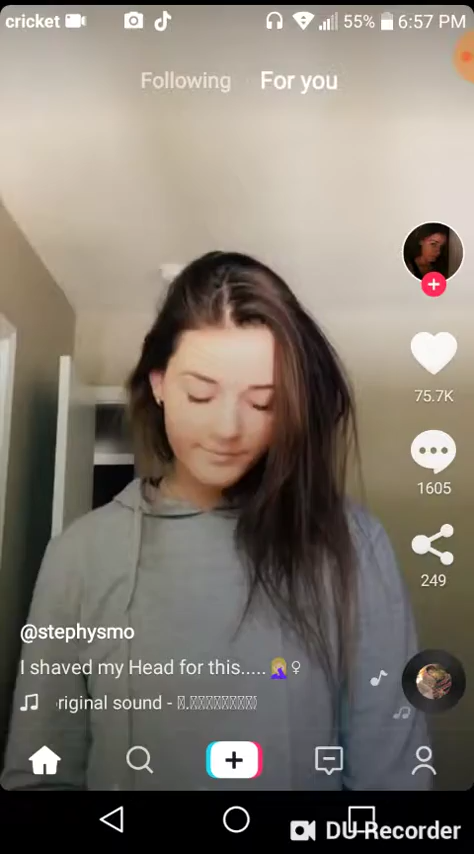 cricket 55% 6:57 PM
Following For you
75.7K
1605
249
@stephysmo
I shaved my Head for this.....🤦‍♀
riginal sound -
DU Recorder